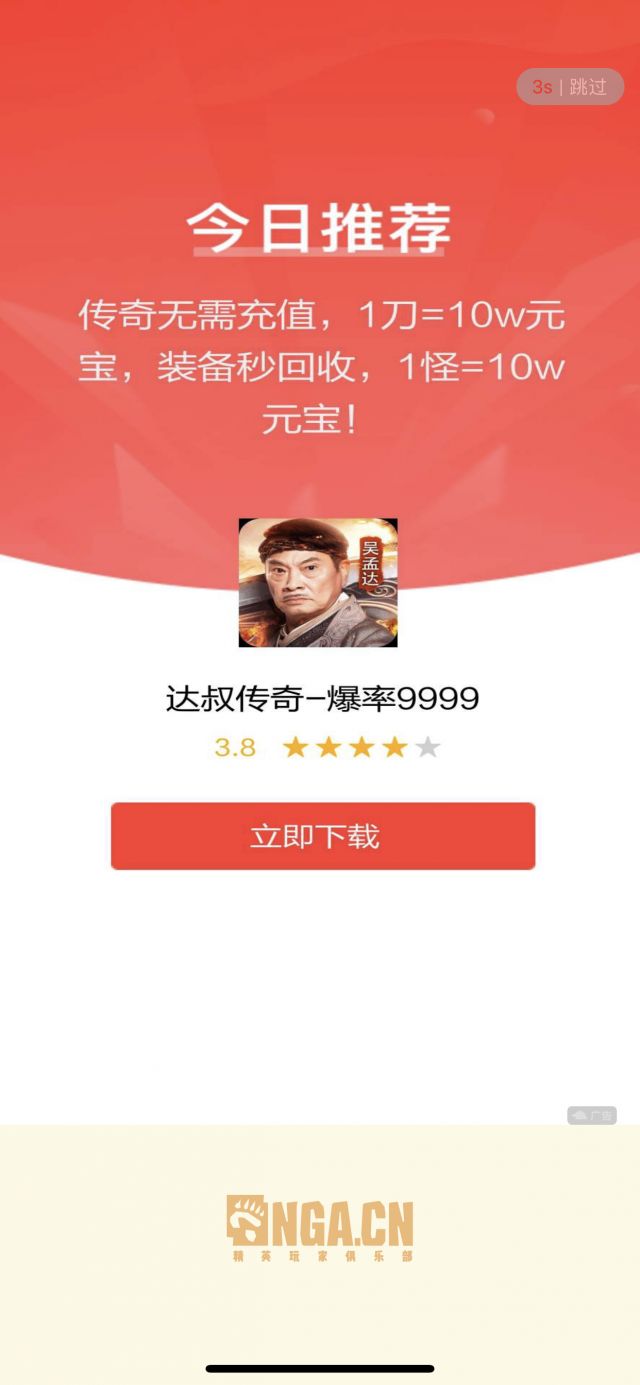 3s | 跳过
今日推荐
传奇无需充值，1刀=10w元
宝，装备秒回收，1怪=10w
元宝！
吴孟达
达叔传奇-爆率9999
3.8
立即下载
广告
NGA.CN
精英玩家俱乐部